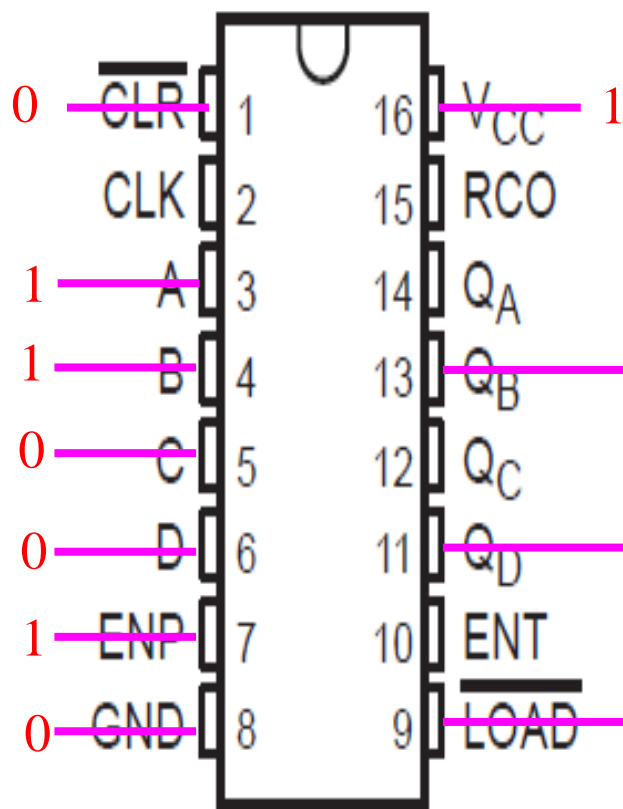 0 CLR 1 16 VCC 1
CLK 2 15 RCO
1 A 3 14 QA
1 B 4 13 QB
0 C 5 12 QC
0 D 6 11 QD
1 ENP 7 10 ENT
0 GND 8 9 LOAD